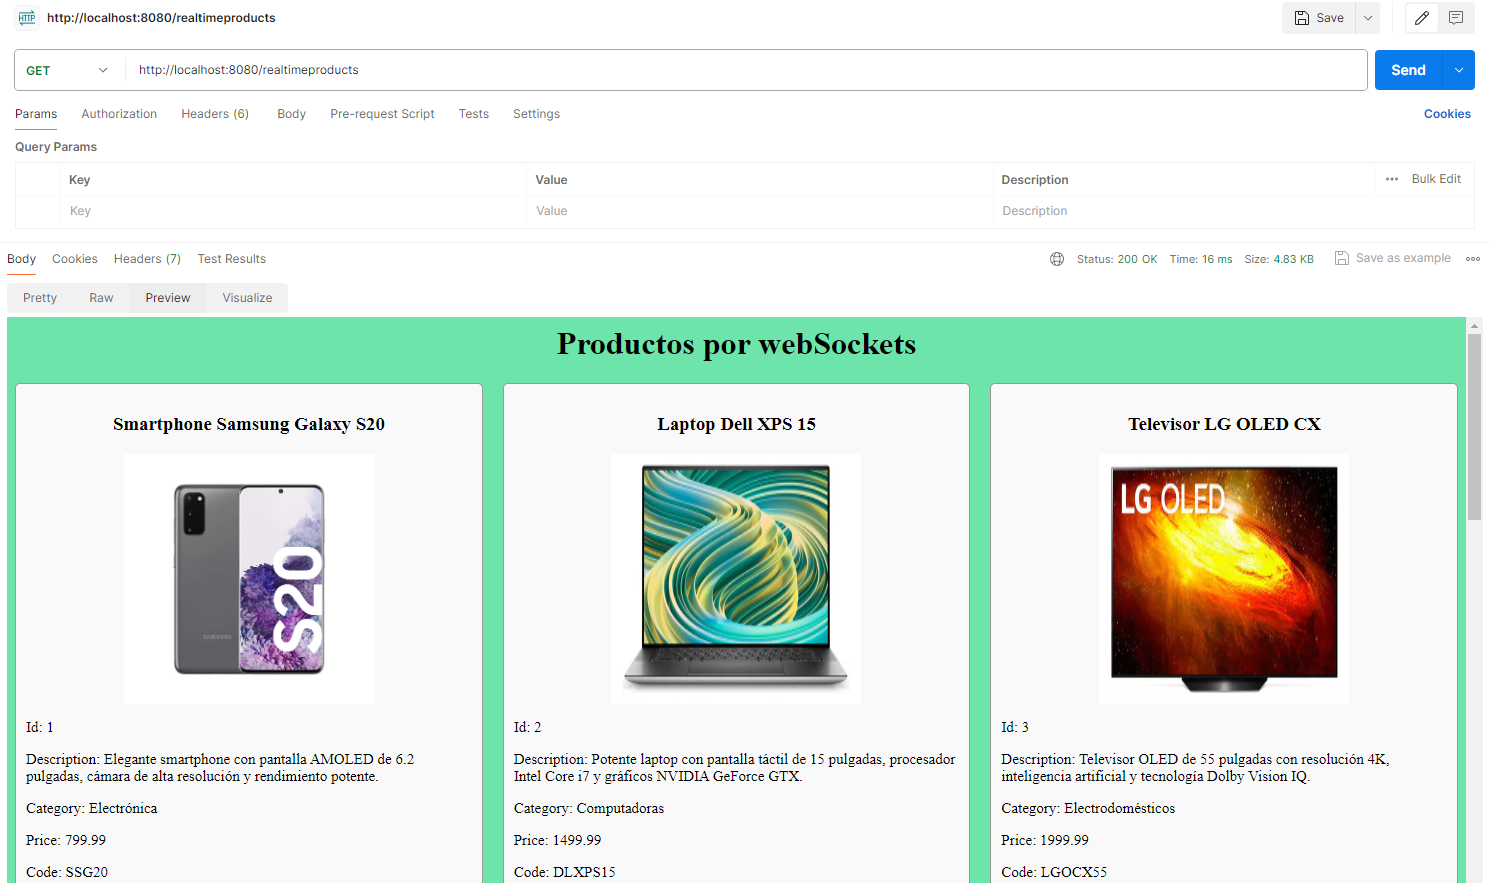 HTTP http://localhost:8080/realtimeproducts Save
GET http://localhost:8080/realtimeproducts Send
Params Authorization Headers (6) Body Pre-request Script Tests Settings Cookies
Query Params
Key Value Description Bulk Edit
Key Value Description
Body Cookies Headers (7) Test Results Status: 200 OK Time: 16 ms Size: 4.83 KB Save as example
Pretty Raw Preview Visualize
Productos por webSockets
Smartphone Samsung Galaxy S20
SAMSUNG
S20
Id: 1
Description: Elegante smartphone con pantalla AMOLED de 6.2
pulgadas, cámara de alta resolución y rendimiento potente.
Category: Electrónica
Price: 799.99
Code: SSG20
Laptop Dell XPS 15
Id: 2
Description: Potente laptop con pantalla táctil de 15 pulgadas, procesador
Intel Core i7 y gráficos NVIDIA GeForce GTX.
Category: Computadoras
Price: 1499.99
Code: DLXPS15
Televisor LG OLED CX
LG OLED
Id: 3
Description: Televisor OLED de 55 pulgadas con resolución 4K,
inteligencia artificial y tecnología Dolby Vision IQ.
Category: Electrodomésticos
Price: 1999.99
Code: LGOCX55